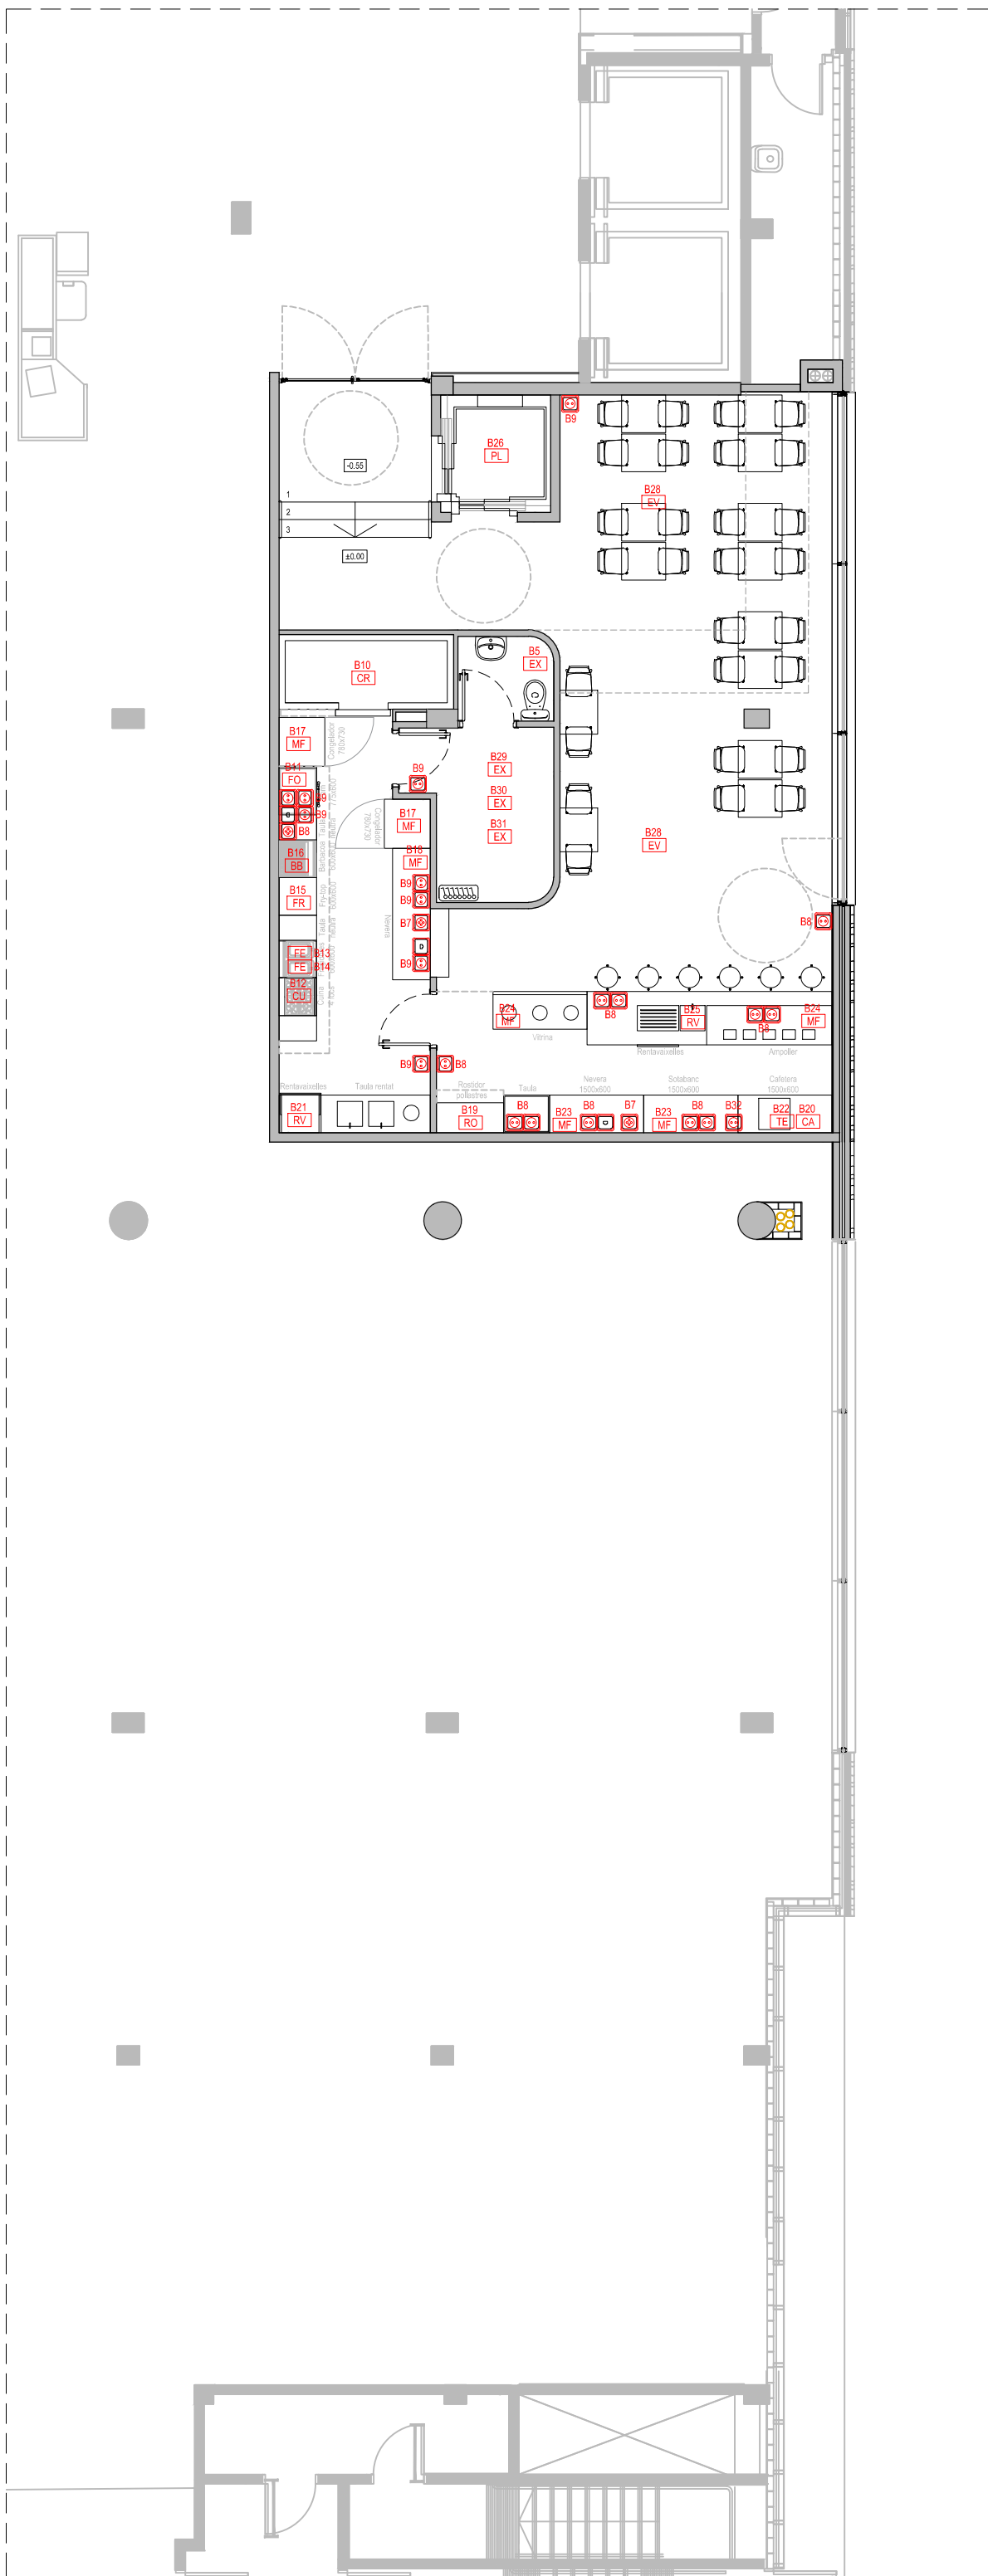 B26
PL
B9
-0.55
1
2
3
±0.00
B28
EV
B10
CR
B5
EX
B17
MF
Congelador
760x730
B11
FO
B9
B9
B8
B9
B29
EX
B30
EX
B31
EX
B17
MF
Congelador
760x730
B28
EV
B16
BB
B18
MF
B15
FR
B9
B9
B7
Nevera
B9
FE B13
FE B14
B12
CU
B8
B24
MF
B8
B25
RV
B8
B24
MF
Vitrina
Rentavaixelles
Ampoller
B9
B8
Rentavaixelles
Taula rentat
Rostidor
pollastres
Taula
Nevera
1500x600
Sotabanc
1500x600
Cafetera
1500x600
B21
RV
B19
RO
B8
B23
MF
B8
B7
B23
MF
B8
B32
B22
TE
B20
CA